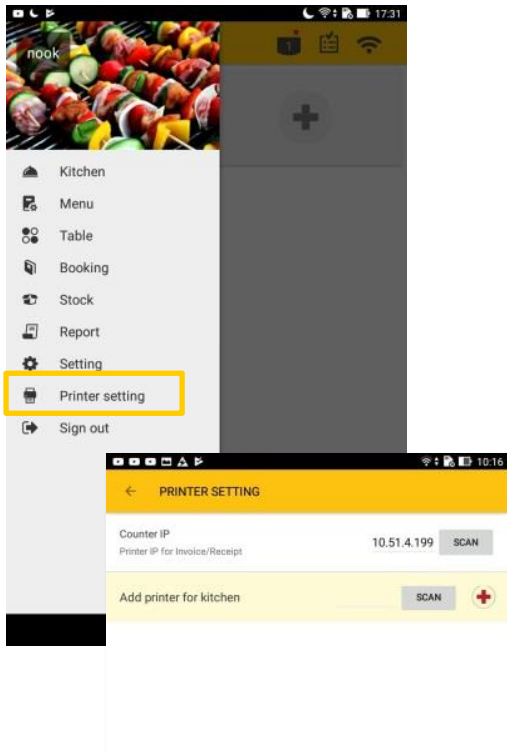 17:31
nook
1
Kitchen
Menu
Table
Booking
Stock
Report
Setting
Printer setting
Sign out
10:16
PRINTER SETTING
Counter IP
Printer IP for Invoice/Receipt
10.51.4.199 SCAN
Add printer for kitchen SCAN